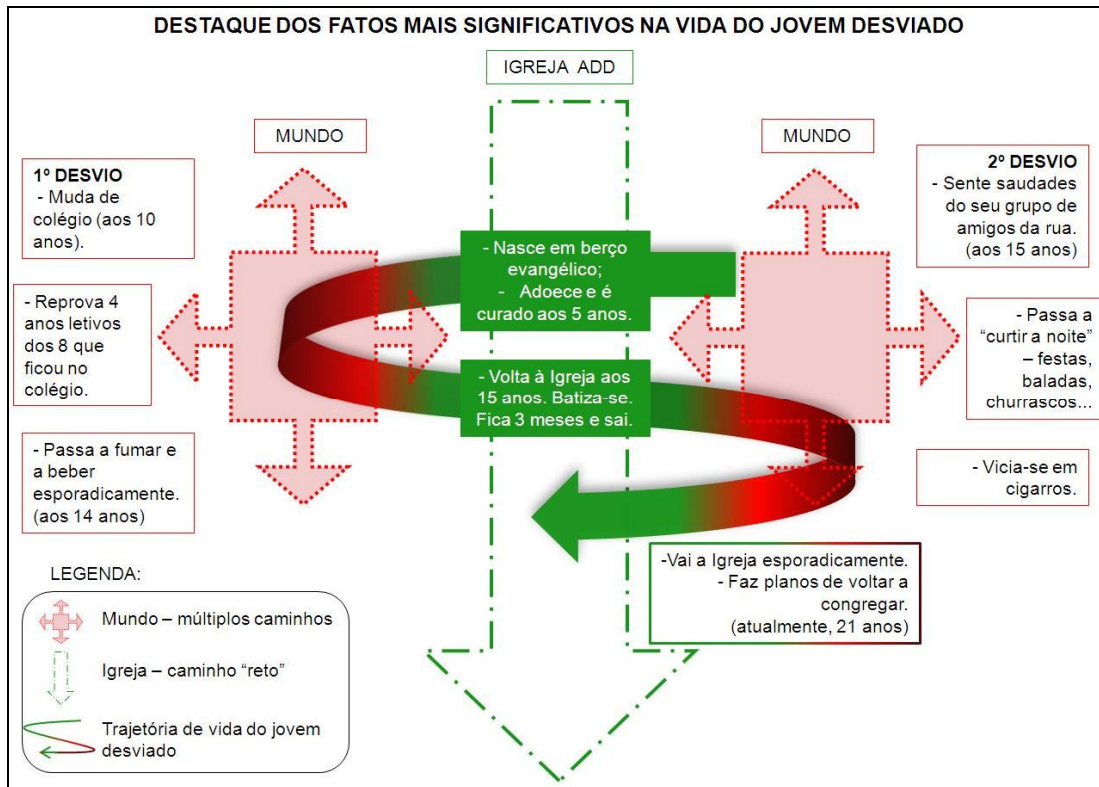 DESTAQUE DOS FATOS MAIS SIGNIFICATIVOS NA VIDA DO JOVEM DESVIADO
IGREJA ADD
MUNDO
MUNDO
1º DESVIO
- Muda de
colégio (aos 10
anos).
- Reprova 4
anos letivos
dos 8 que
ficou no
colégio.
- Passa a fumar e
a beber
esporadicamente.
(aos 14 anos)
- Nasce em berço
evangélico;
- Adoece e é
curado aos 5 anos.
- Volta à Igreja aos
15 anos. Batiza-se.
Fica 3 meses e sai.
2º DESVIO
- Sente saudades
do seu grupo de
amigos da rua.
(aos 15 anos)
- Passa a
“curtir a noite”
– festas,
baladas,
churrascos...
- Vicia-se em
cigarros.
-Vai a Igreja esporadicamente.
- Faz planos de voltar a
congregar.
(atualmente, 21 anos)
LEGENDA:
Mundo – múltiplos caminhos
Igreja – caminho “reto”
Trajetória de vida do jovem
desviado